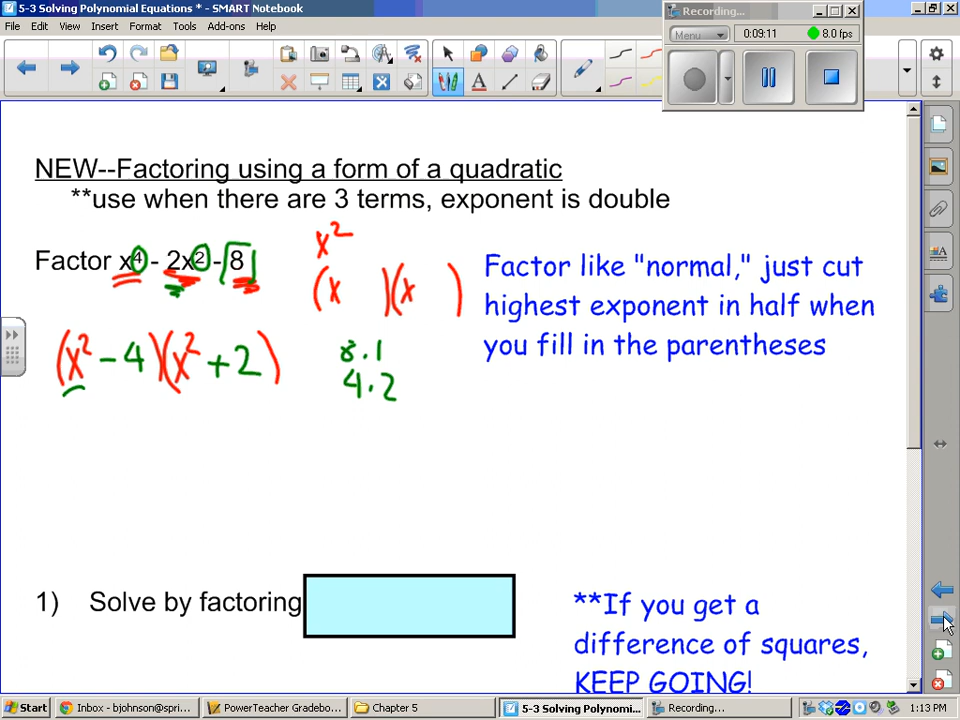 5-3 Solving Polynomial Equations * - SMART Notebook
File Edit View Insert Format Tools Add-ons Help
Recording...
Menu 0:09:11 8.0 fps
NEW--Factoring using a form of a quadratic
**use when there are 3 terms, exponent is double
Factor x⁴ - 2x² - 8
x²
(x )(x )
(x² - 4)(x² + 2)
8·1
4·2
Factor like "normal," just cut
highest exponent in half when
you fill in the parentheses
1) Solve by factoring
**If you get a
difference of squares,
KEEP GOING!
Start Inbox - bjohnson@spri... PowerTeacher Gradebo... Chapter 5 5-3 Solving Polynomi... Recording... 1:13 PM